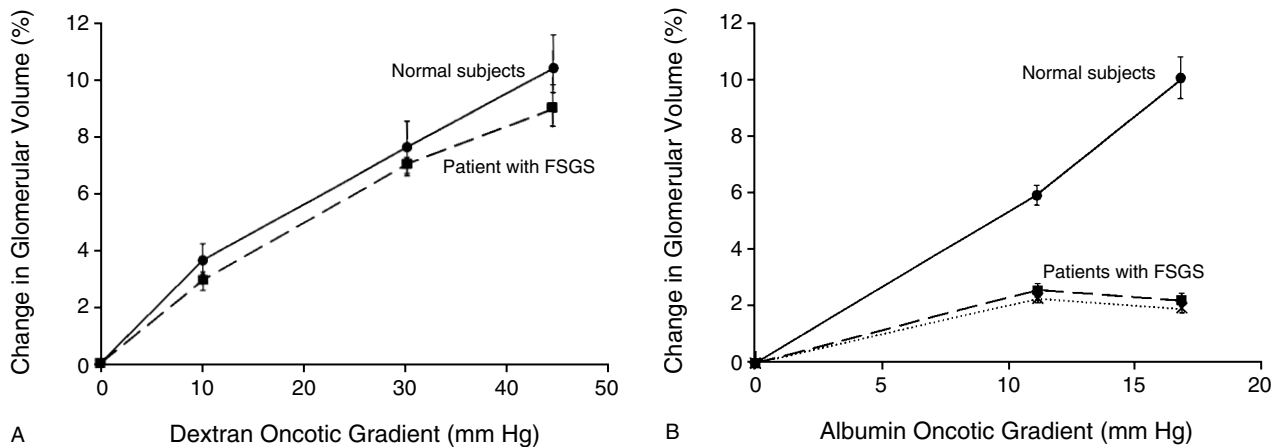 Change in Glomerular Volume (%)
12
10
8
6
4
2
0
Normal subjects
Patient with FSGS
0 10 20 30 40 50
A Dextran Oncotic Gradient (mm Hg)
Change in Glomerular Volume (%)
12
10
8
6
4
2
0
Normal subjects
Patients with FSGS
0 5 10 15 20
B Albumin Oncotic Gradient (mm Hg)